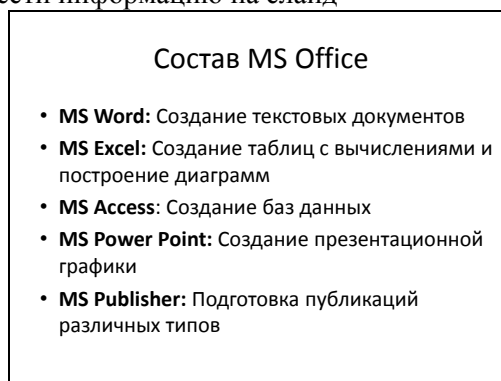 ести информацию на слайд
Состав MS Office
• MS Word: Создание текстовых документов
• MS Excel: Создание таблиц с вычислениями и
построение диаграмм
• MS Access: Создание баз данных
• MS Power Point: Создание презентационной
графики
• MS Publisher: Подготовка публикаций
различных типов